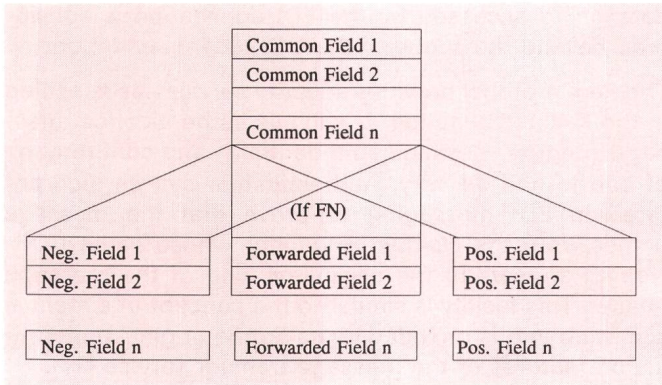 Common Field 1
Common Field 2
Common Field n
(If FN)
Neg. Field 1 Forwarded Field 1 Pos. Field 1
Neg. Field 2 Forwarded Field 2 Pos. Field 2
Neg. Field n Forwarded Field n Pos. Field n